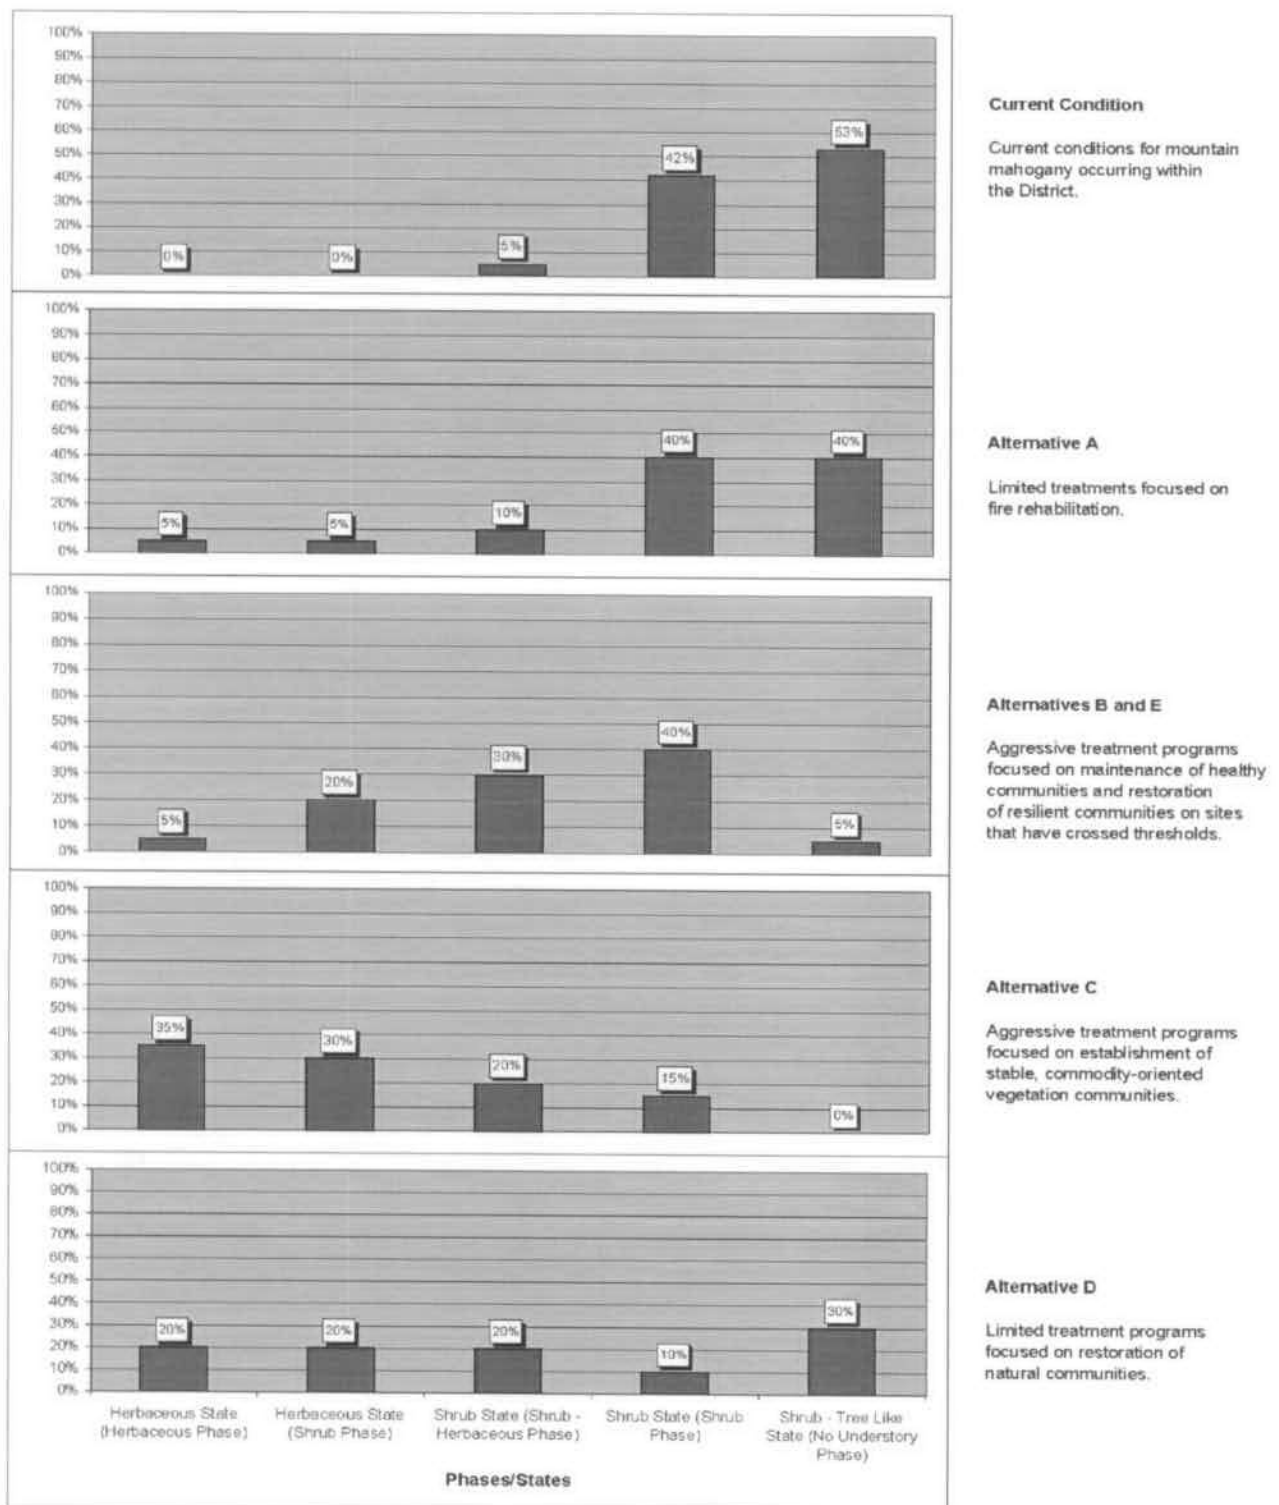 100%
90%
80%
70%
60%
50%
40%
30%
20%
10%
0%
0%
0%
5%
42%
53%
Current Condition
Current conditions for mountain
mahogany occurring within
the District.
100%
90%
80%
70%
60%
50%
40%
30%
20%
10%
0%
5%
5%
10%
40%
40%
Alternative A
Limited treatments focused on
fire rehabilitation.
100%
90%
80%
70%
60%
50%
40%
30%
20%
10%
0%
5%
20%
30%
40%
5%
Alternatives B and E
Aggressive treatment programs
focused on maintenance of healthy
communities and restoration
of resilient communities on sites
that have crossed thresholds.
100%
90%
80%
70%
60%
50%
40%
30%
20%
10%
0%
35%
30%
20%
15%
0%
Alternative C
Aggressive treatment programs
focused on establishment of
stable, commodity-oriented
vegetation communities.
100%
90%
80%
70%
60%
50%
40%
30%
20%
10%
0%
20%
20%
20%
10%
30%
Alternative D
Limited treatment programs
focused on restoration of
natural communities.
Herbaceous State
(Herbaceous Phase)
Herbaceous State
(Shrub Phase)
Shrub State (Shrub -
Herbaceous Phase)
Shrub State (Shrub
Phase)
Shrub - Tree Like
State (No Understory
Phase)
Phases/States